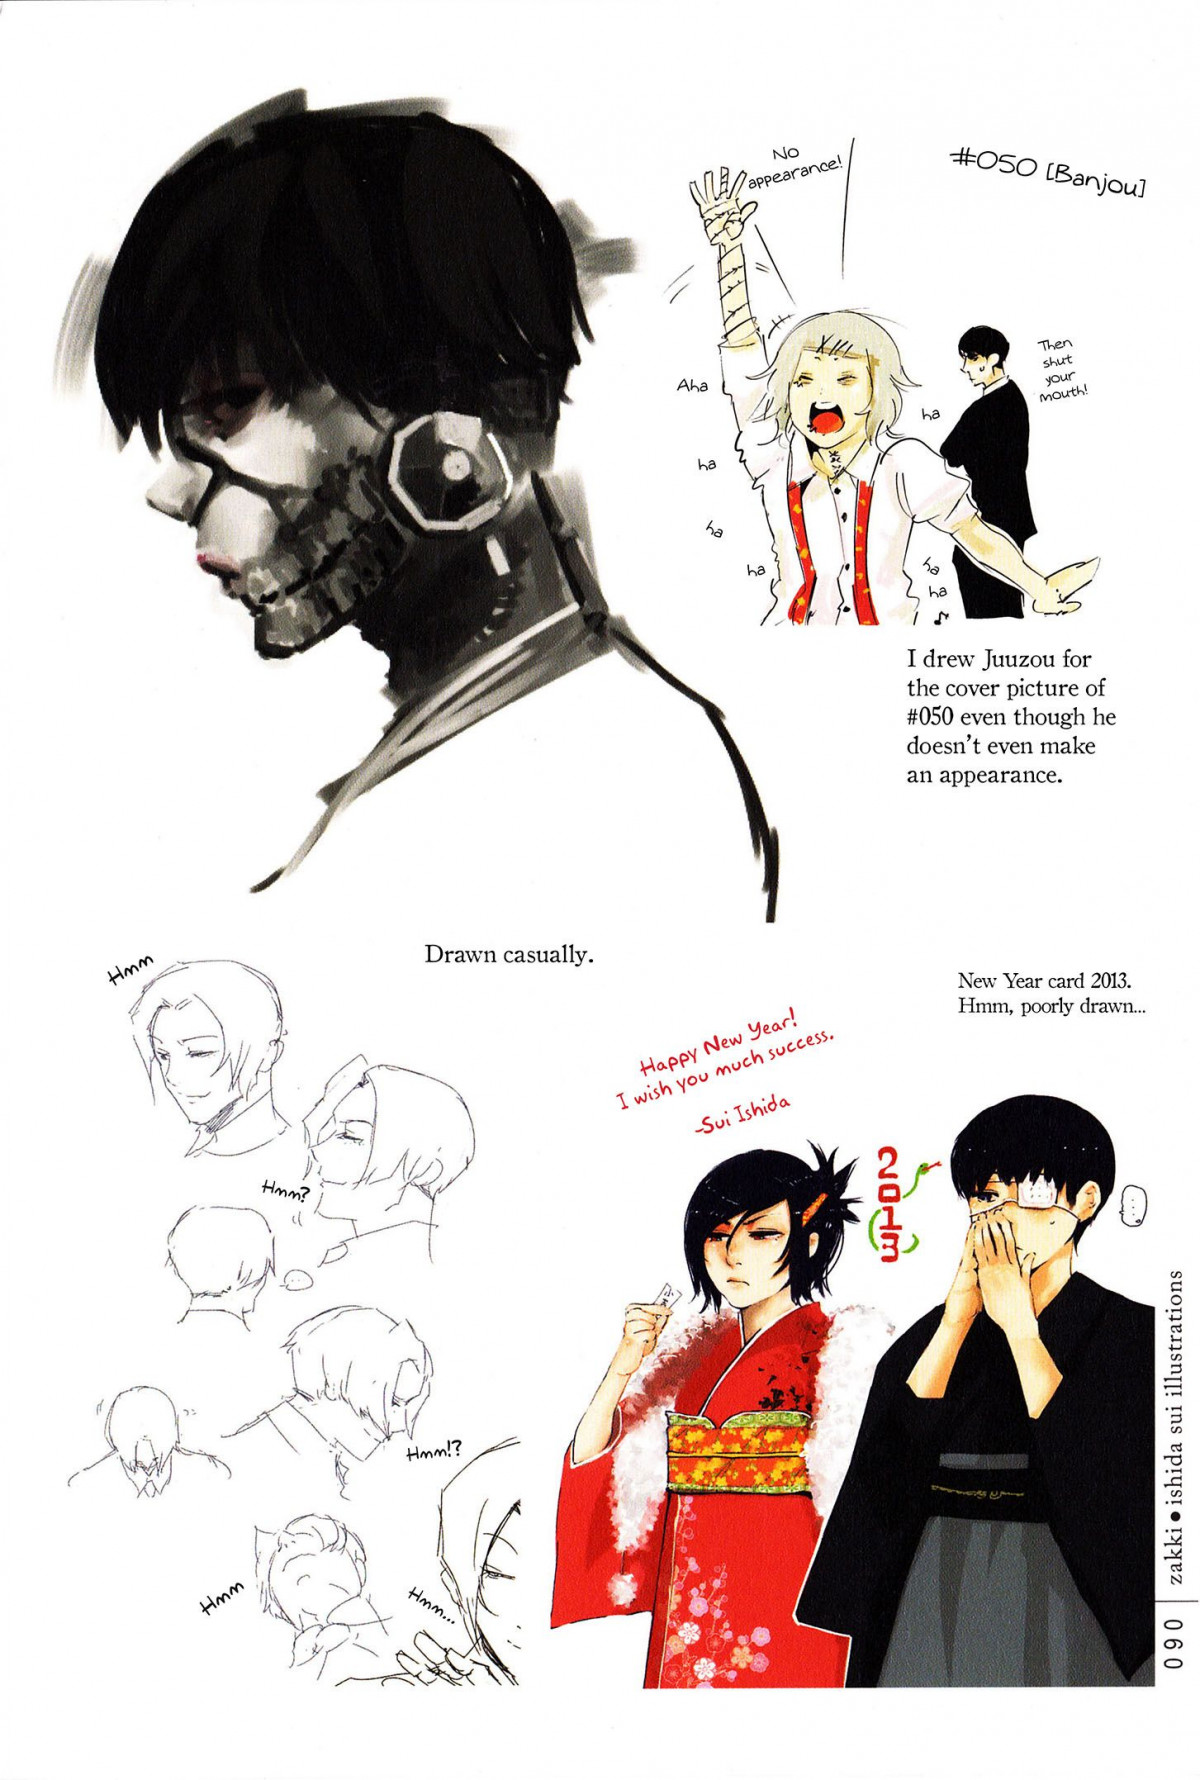 No
appearance!
#050 [Banjou]
Then
shut
your
mouth!
Aha
ha
ha
ha
ha
ha
ha
ha
I drew Juuzou for
the cover picture of
#050 even though he
doesn't even make
an appearance.
Drawn casually.
Hmm
Hmm?
...
Hmm!?
Hmm
Hmm...
New Year card 2013.
Hmm, poorly drawn...
Happy New Year!
I wish you much success.
-Sui Ishida
2013
.....
zakki●ishida sui illustrations
090